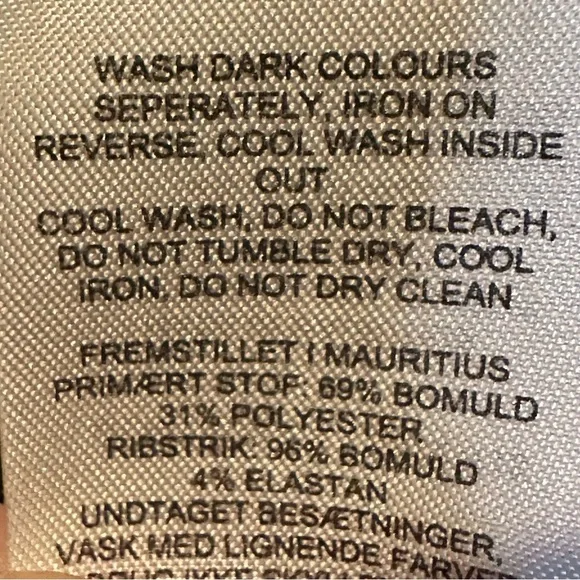 WASH DARK COLOURS
SEPERATELY, IRON ON
REVERSE, COOL WASH INSIDE
OUT
COOL WASH, DO NOT BLEACH,
DO NOT TUMBLE DRY, COOL
IRON, DO NOT DRY CLEAN
FREMSTILLET I MAURITIUS
PRIMÆRT STOF: 69% BOMULD
31% POLYESTER,
RIBSTRIK: 96% BOMULD
4% ELASTAN
UNDTAGET BESÆTNINGER,
VASK MED LIGNENDE